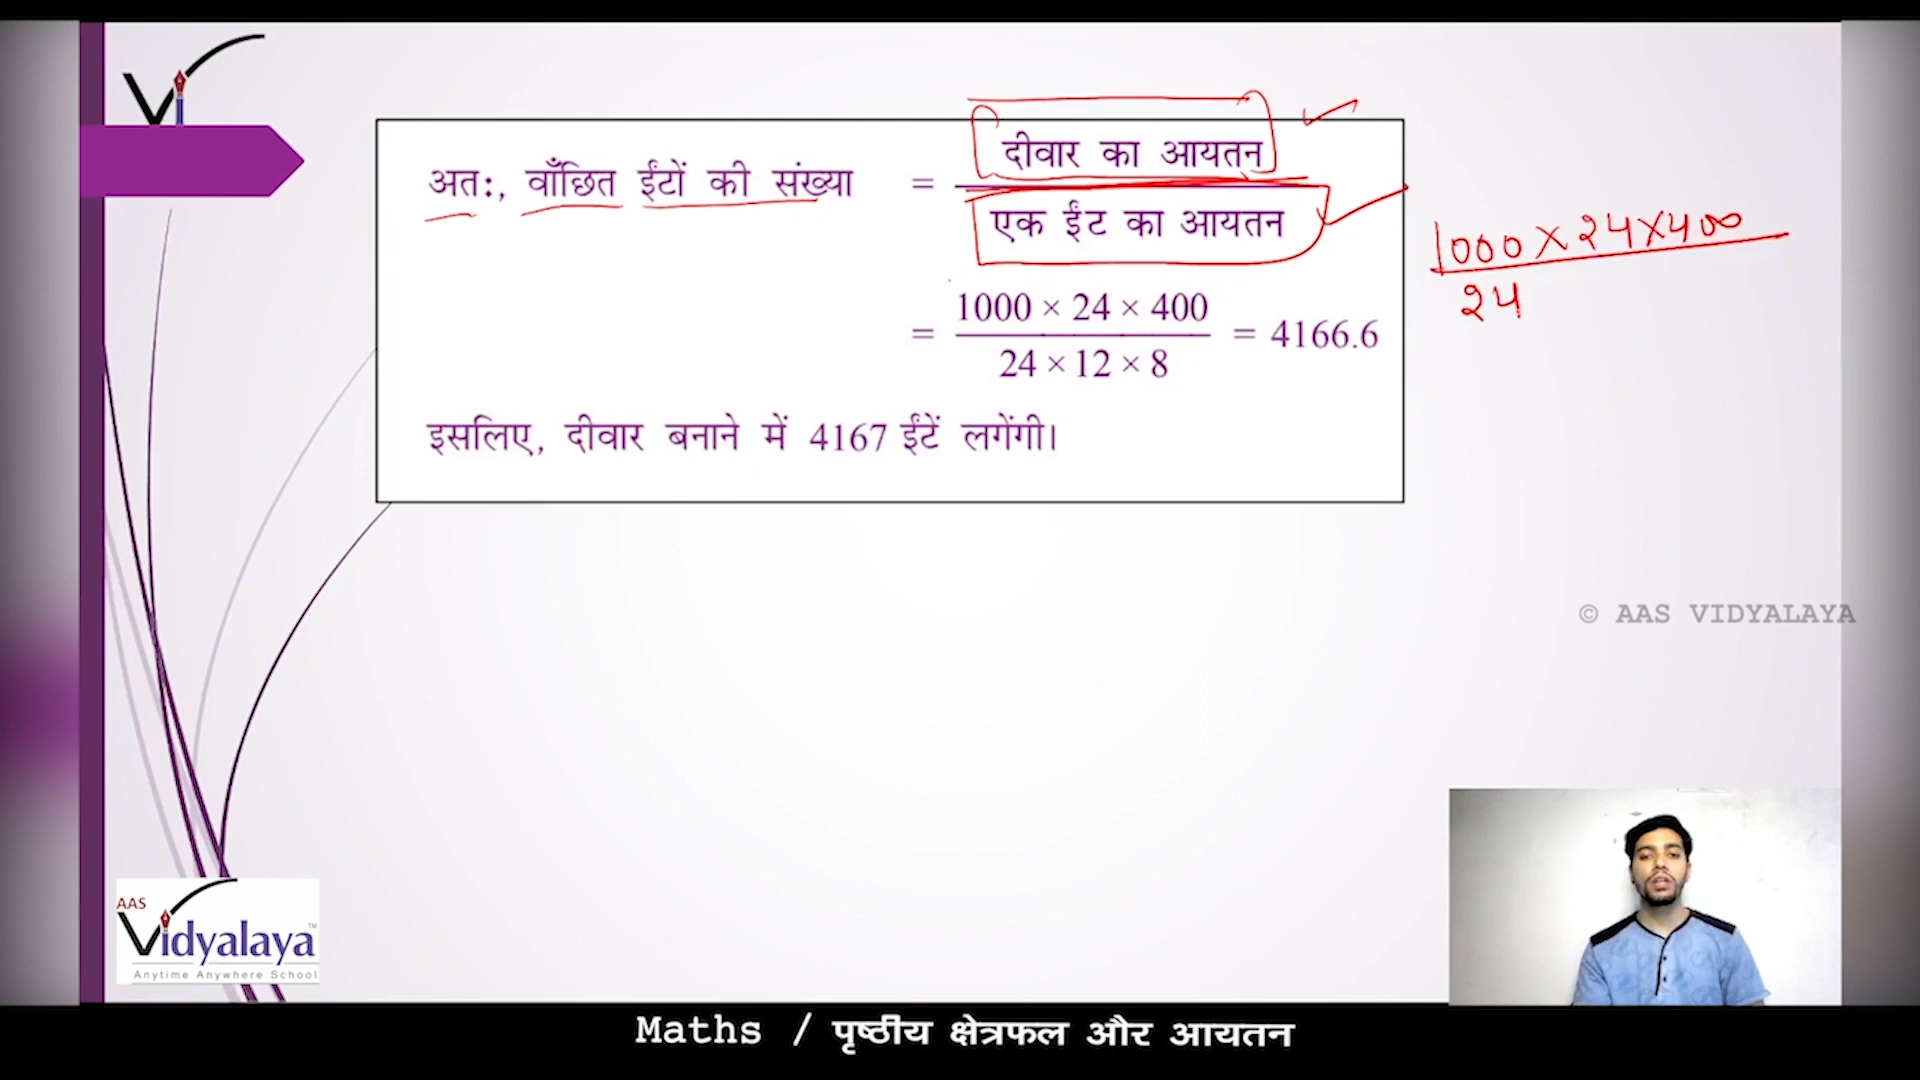 दीवार का आयतन
अतः, वाँछित ईंटों की संख्या =
एक ईंट का आयतन
1000 × 24 × 400
1000 × 24 × 400
= = 4166.6
24
24 × 12 × 8
इसलिए, दीवार बनाने में 4167 ईंटें लगेंगी।
© AAS VIDYALAYA
AAS
Vidyalaya™
Anytime Anywhere School
Maths / पृष्ठीय क्षेत्रफल और आयतन